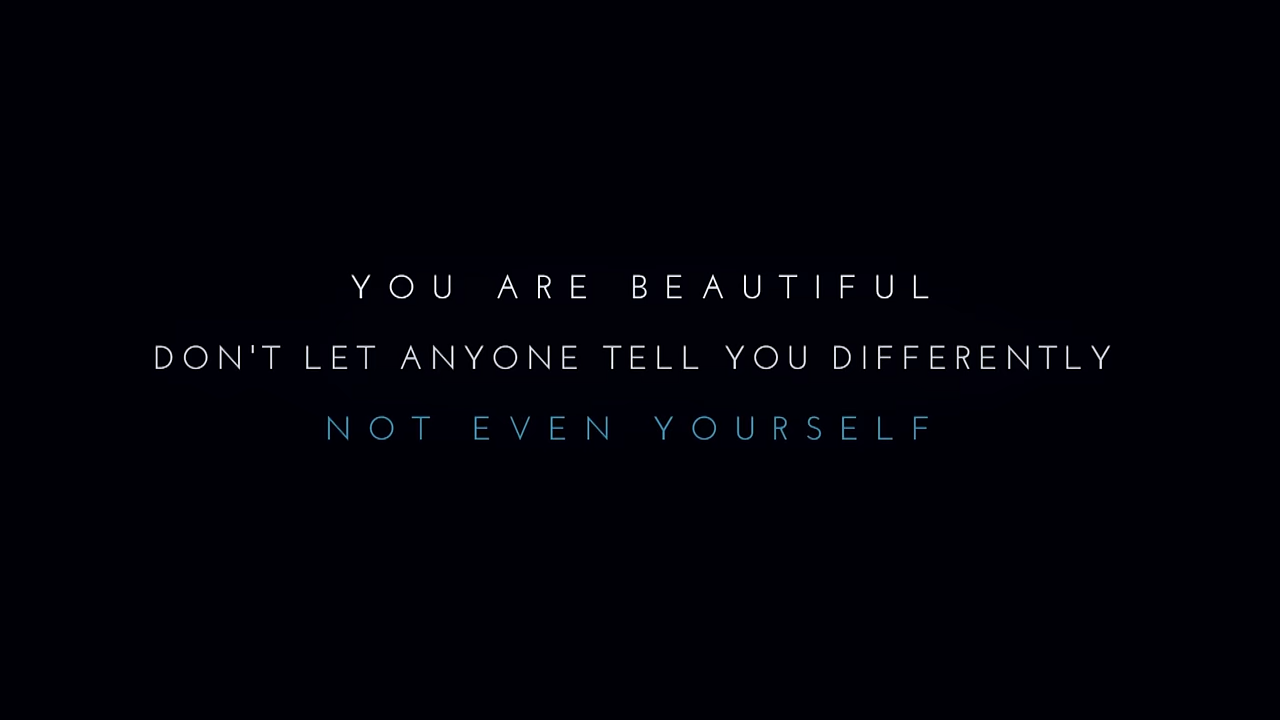 YOU ARE BEAUTIFUL
DON'T LET ANYONE TELL YOU DIFFERENTLY
NOT EVEN YOURSELF